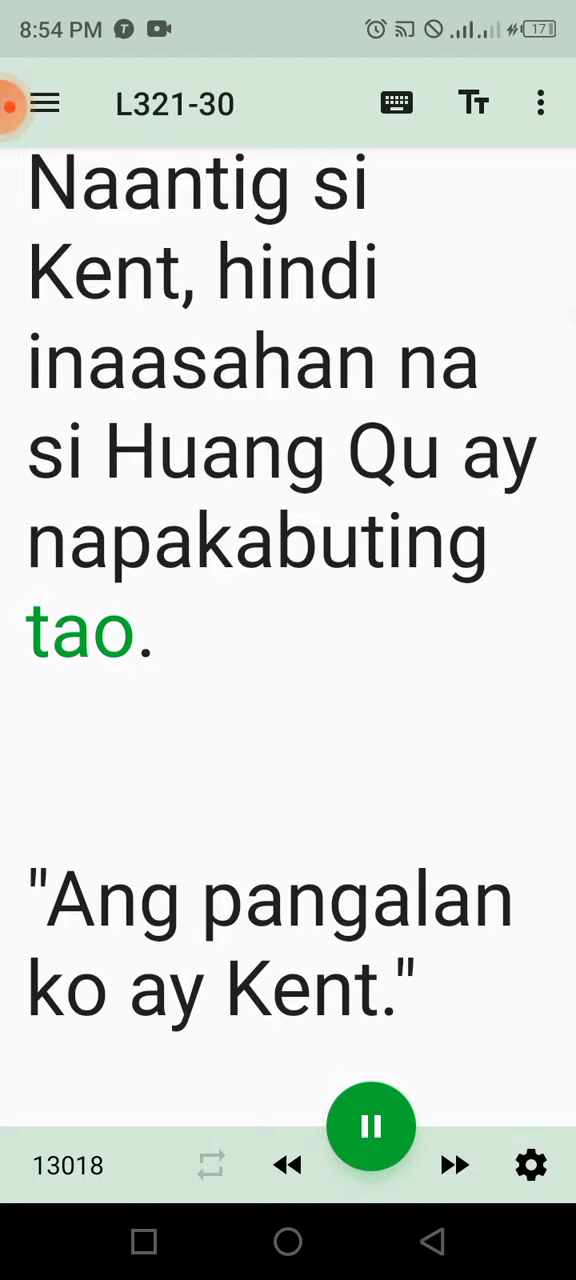 8:54 PM
17
L321-30
Naantig si
Kent, hindi
inaasahan na
si Huang Qu ay
napakabuting
tao.
"Ang pangalan
ko ay Kent."
13018